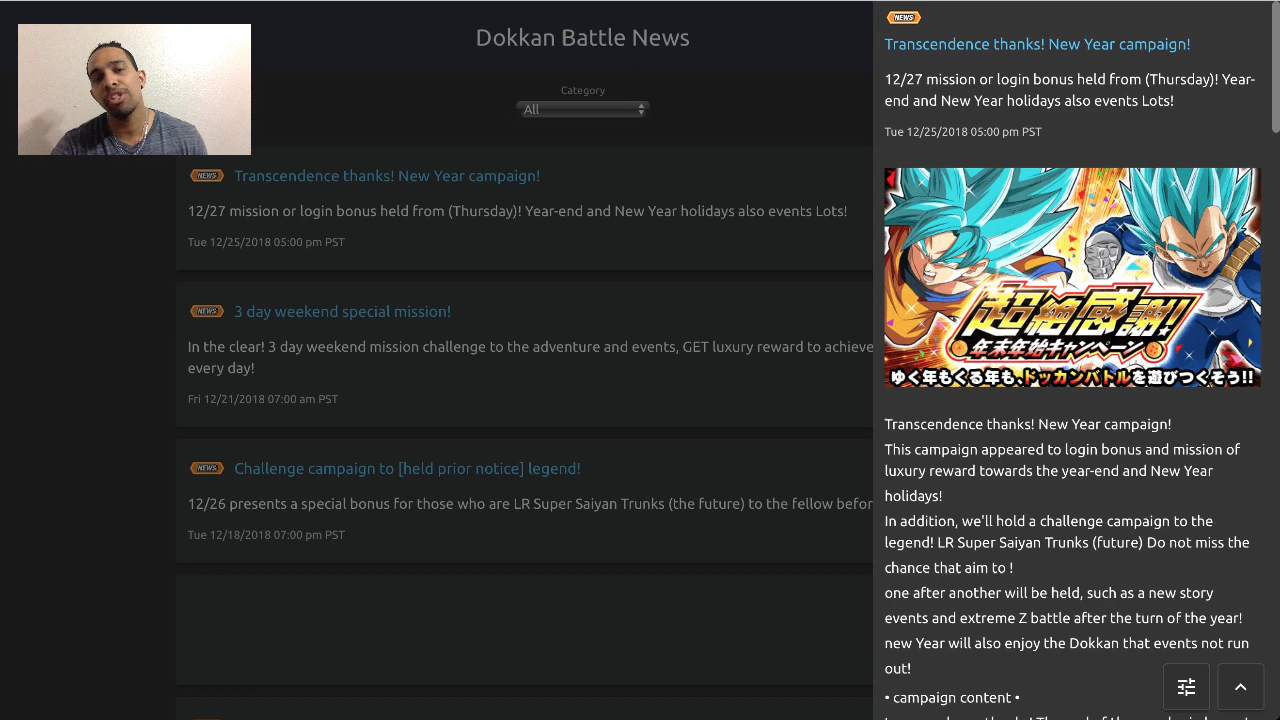 Dokkan Battle News
Category
All
NEWS
Transcendence thanks! New Year campaign!
12/27 mission or login bonus held from (Thursday)! Year-end and New Year holidays also events Lots!
Tue 12/25/2018 05:00 pm PST
NEWS
3 day weekend special mission!
In the clear! 3 day weekend mission challenge to the adventure and events, GET luxury reward to achieve
every day!
Fri 12/21/2018 07:00 am PST
NEWS
Challenge campaign to [held prior notice] legend!
12/26 presents a special bonus for those who are LR Super Saiyan Trunks (the future) to the fellow befor
Tue 12/18/2018 07:00 pm PST
NEWS
Transcendence thanks! New Year campaign!
12/27 mission or login bonus held from (Thursday)! Year-
end and New Year holidays also events Lots!
Tue 12/25/2018 05:00 pm PST
超絶感謝!
年末年始キャンペーン
ゆく年もくる年も、ドッカンバトルを遊びつくそう!!
Transcendence thanks! New Year campaign!
This campaign appeared to login bonus and mission of
luxury reward towards the year-end and New Year
holidays!
In addition, we'll hold a challenge campaign to the
legend! LR Super Saiyan Trunks (future) Do not miss the
chance that aim to !
one after another will be held, such as a new story
events and extreme Z battle after the turn of the year!
new Year will also enjoy the Dokkan that events not run
out!
• campaign content •